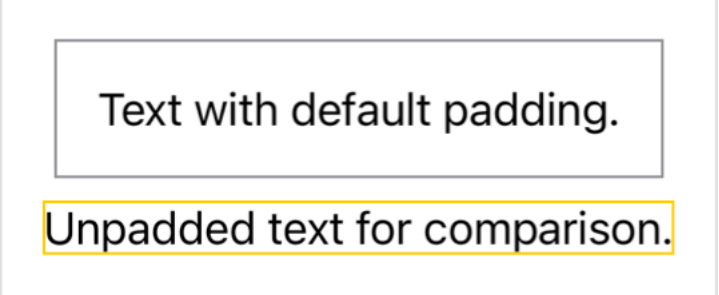 Text with default padding.
Unpadded text for comparison.